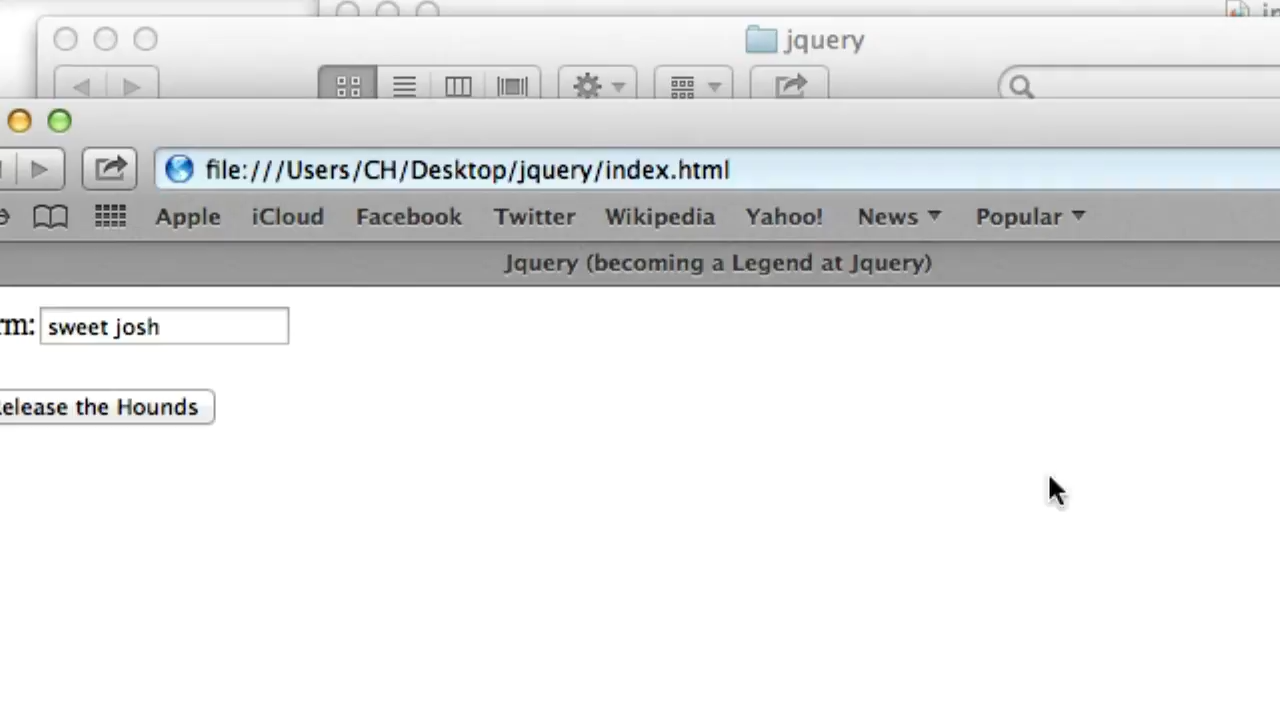 jquery
file:///Users/CH/Desktop/jquery/index.html
Apple iCloud Facebook Twitter Wikipedia Yahoo! News Popular
Jquery (becoming a Legend at Jquery)
rm: sweet josh
elease the Hounds